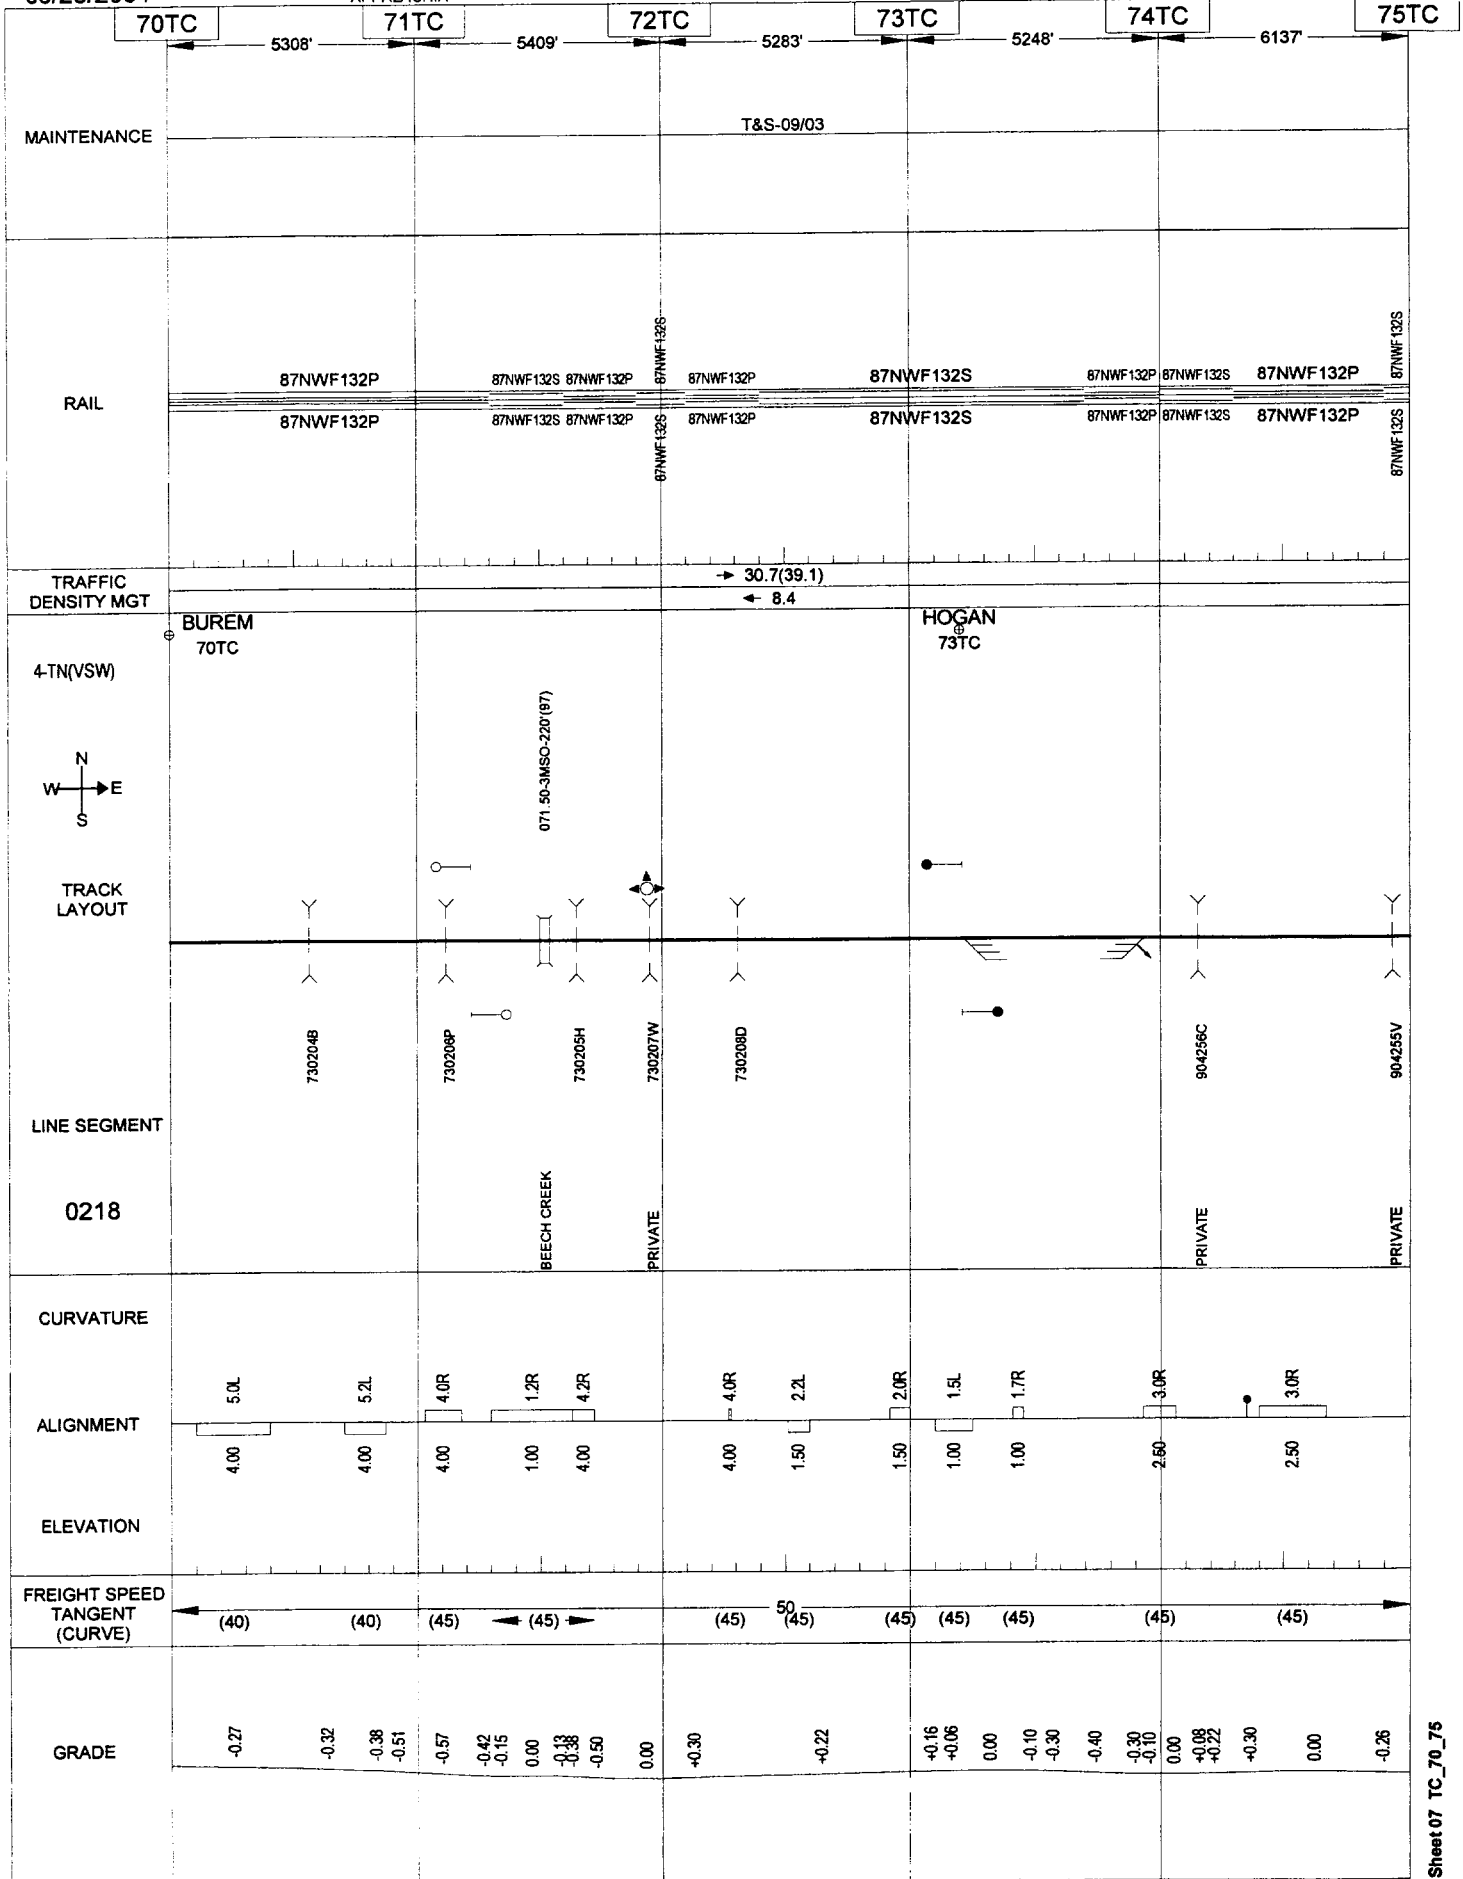 70TC 71TC 72TC 73TC 74TC 75TC
5308' 5409' 5283' 5248' 6137'
MAINTENANCE
T&S-09/03
RAIL
87NWF132P 87NWF132S 87NWF132P 87NWF132S 87NWF132P 87NWF132S 87NWF132P 87NWF132S 87NWF132P 87NWF132S
87NWF132P 87NWF132S 87NWF132P 87NWF132S 87NWF132P 87NWF132S 87NWF132P 87NWF132S 87NWF132P 87NWF132S
TRAFFIC
DENSITY MGT
30.7(39.1)
8.4
BUREM
70TC
HOGAN
73TC
4-TN(VSW)
N
W E
S
071.50-3MSO-220'(97)
TRACK
LAYOUT
730204B 730206P 730205H 730207W 730208D 904256C 904255V
LINE SEGMENT
0218
BEECH CREEK PRIVATE PRIVATE PRIVATE
CURVATURE
5.0L 5.2L 4.0R 1.2R 4.2R 4.0R 2.2L 2.0R 1.5L 1.7R 3.0R 3.0R
ALIGNMENT
4.00 4.00 4.00 1.00 4.00 4.00 1.50 1.50 1.00 1.00 2.60 2.50
ELEVATION
FREIGHT SPEED
TANGENT
(CURVE)
50
(40) (40) (45) (45) (45) (45) (45) (45) (45) (45) (45)
GRADE
-0.27 -0.32 -0.38 -0.51 -0.57 -0.42 -0.15 0.00 -0.13 -0.38 -0.50 0.00 +0.30 +0.22 +0.16 +0.06 0.00 -0.10 -0.30 -0.40 -0.30 -0.10 0.00 +0.08 +0.22 +0.30 0.00 -0.26
Sheet 07 TC_70_75